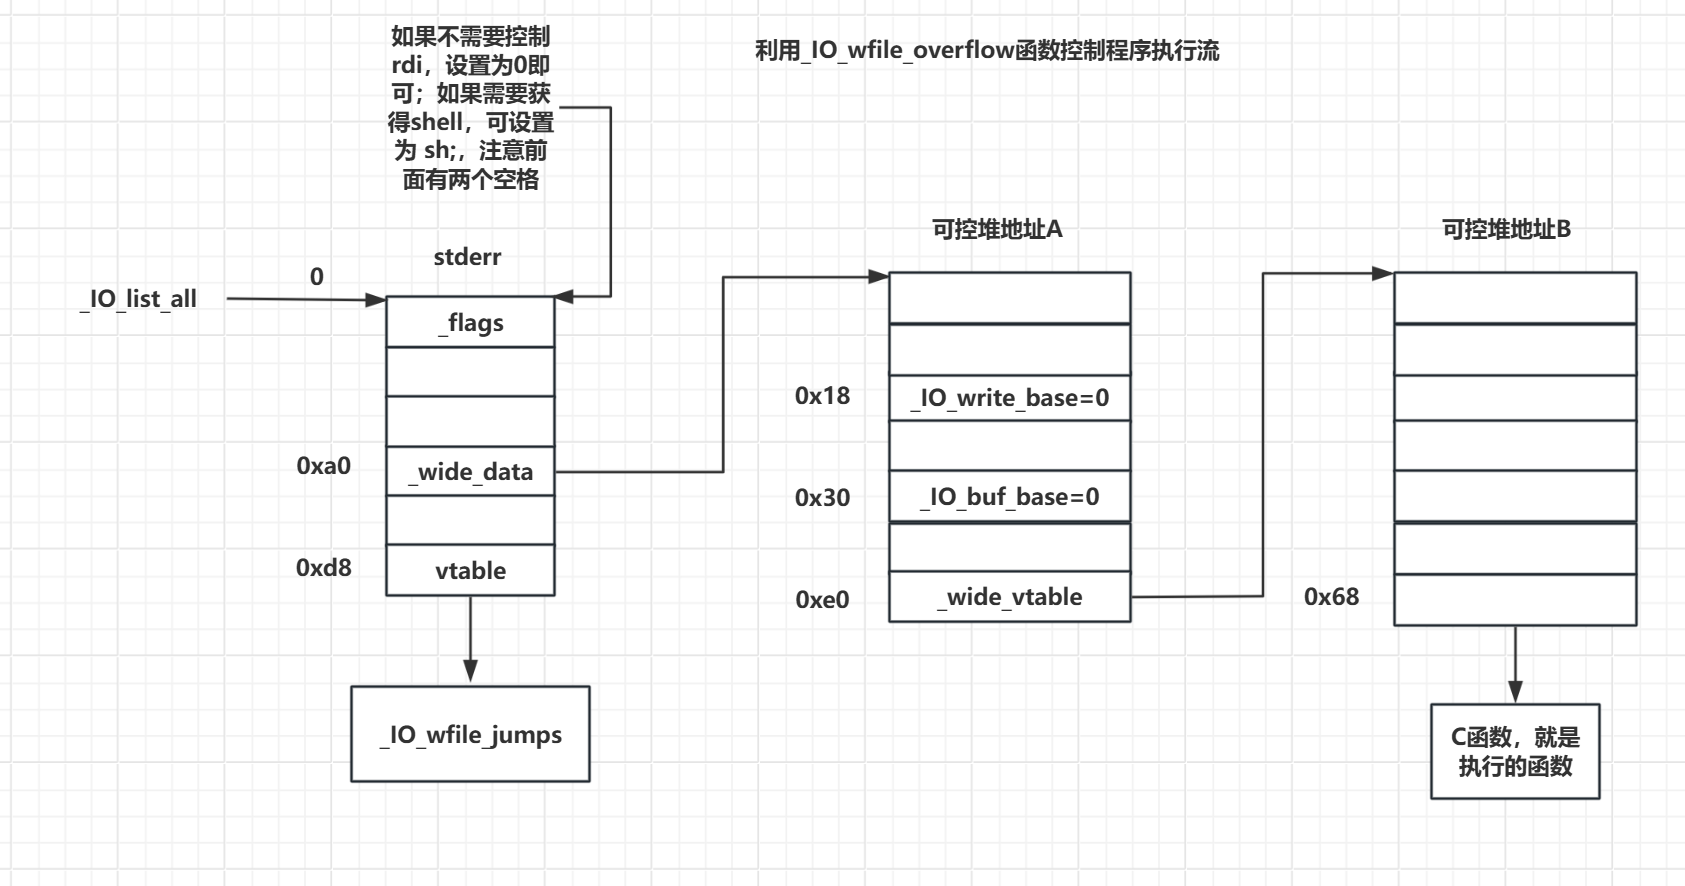 如果不需要控制
rdi，设置为0即
可；如果需要获
得shell，可设置
为 sh;，注意前
面有两个空格
利用_IO_wfile_overflow函数控制程序执行流
可控堆地址A
可控堆地址B
stderr
0
_IO_list_all
_flags
0x18
_IO_write_base=0
0xa0
_wide_data
0x30
_IO_buf_base=0
0xd8
vtable
0xe0
_wide_vtable
0x68
_IO_wfile_jumps
C函数，就是
执行的函数